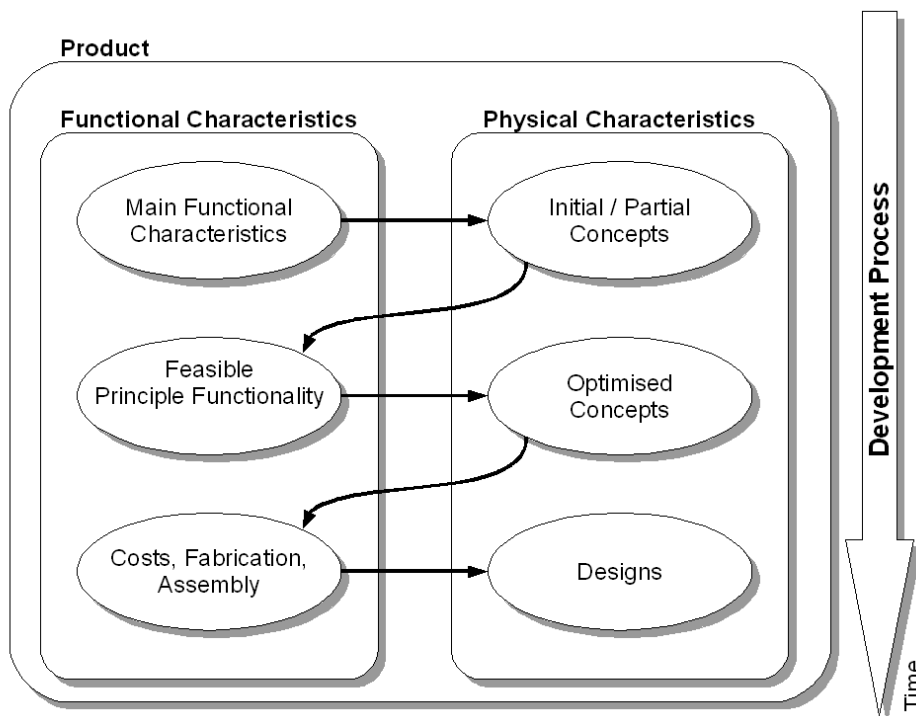 Product
Functional Characteristics
Physical Characteristics
Main Functional
Characteristics
Initial / Partial
Concepts
Feasible
Principle Functionality
Optimised
Concepts
Costs, Fabrication,
Assembly
Designs
Development Process
Time